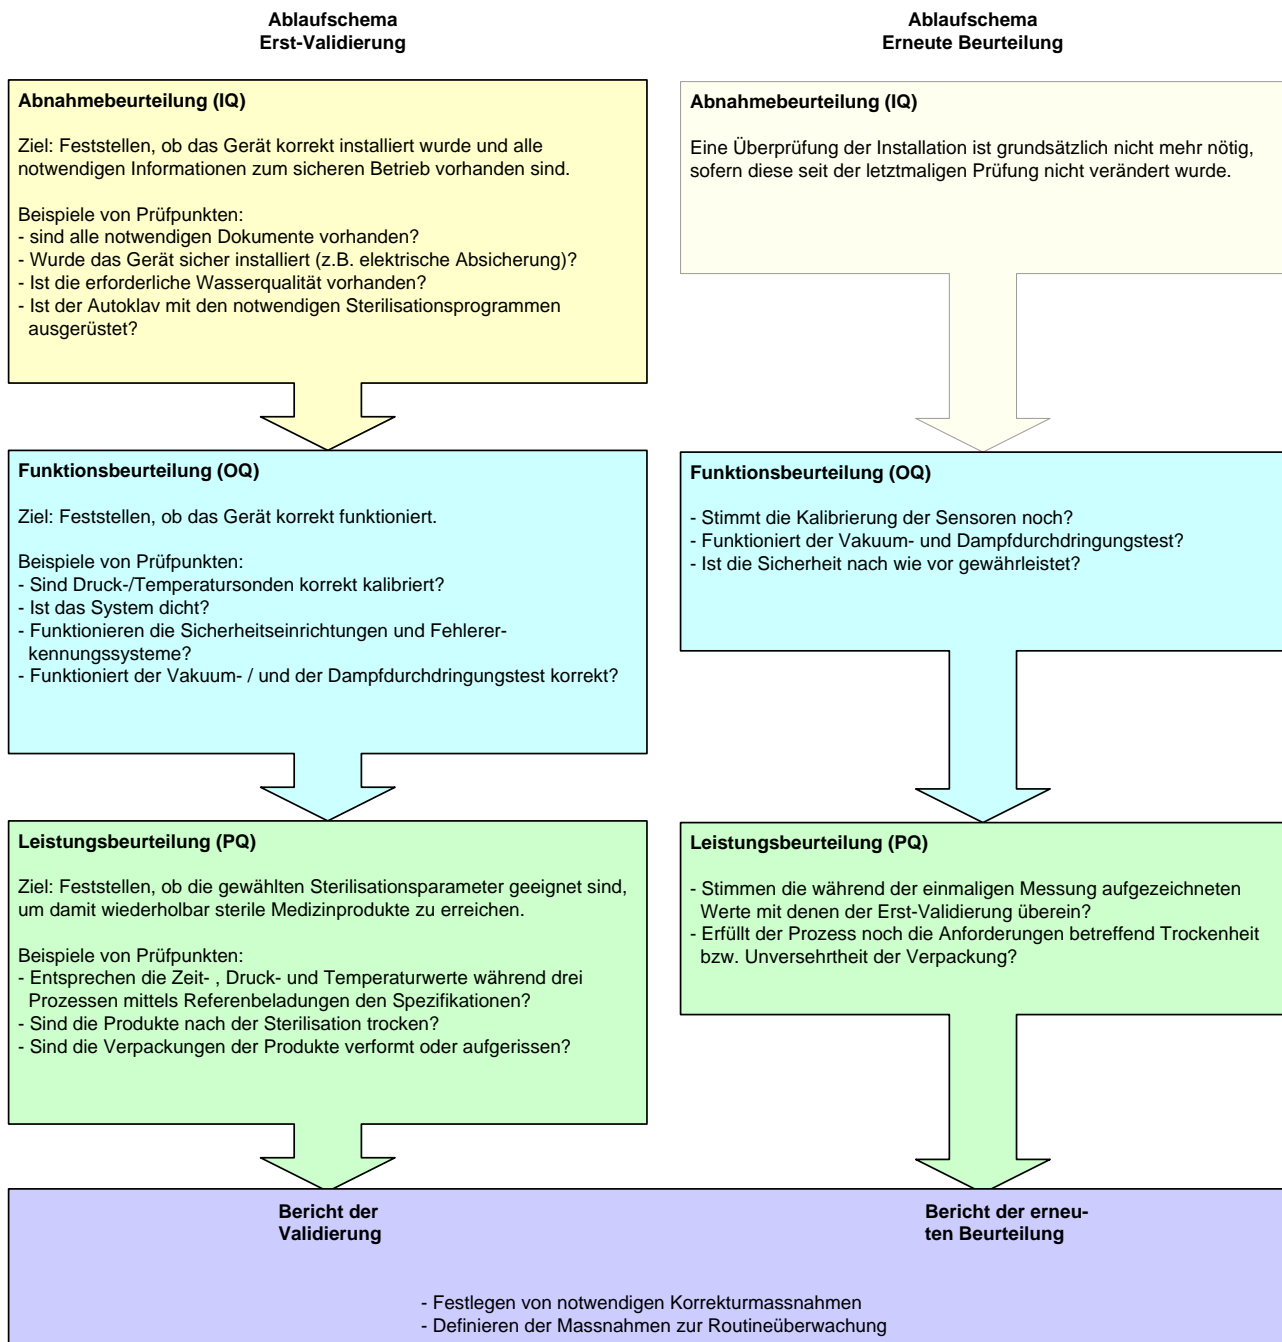 Ablaufschema
Erst-Validierung
Abnahmebeurteilung (IQ)
Ziel: Feststellen, ob das Gerät korrekt installiert wurde und alle
notwendigen Informationen zum sicheren Betrieb vorhanden sind.
Beispiele von Prüfpunkten:
- sind alle notwendigen Dokumente vorhanden?
- Wurde das Gerät sicher installiert (z.B. elektrische Absicherung)?
- Ist die erforderliche Wasserqualität vorhanden?
- Ist der Autoklav mit den notwendigen Sterilisationsprogrammen
ausgerüstet?
Funktionsbeurteilung (OQ)
Ziel: Feststellen, ob das Gerät korrekt funktioniert.
Beispiele von Prüfpunkten:
- Sind Druck-/Temperatursonden korrekt kalibriert?
- Ist das System dicht?
- Funktionieren die Sicherheitseinrichtungen und Fehlerer-
kennungssysteme?
- Funktioniert der Vakuum- / und der Dampfdurchdringungstest korrekt?
Leistungsbeurteilung (PQ)
Ziel: Feststellen, ob die gewählten Sterilisationsparameter geeignet sind,
um damit wiederholbar sterile Medizinprodukte zu erreichen.
Beispiele von Prüfpunkten:
- Entsprechen die Zeit- , Druck- und Temperaturwerte während drei
Prozessen mittels Referenbeladungen den Spezifikationen?
- Sind die Produkte nach der Sterilisation trocken?
- Sind die Verpackungen der Produkte verformt oder aufgerissen?
Bericht der
Validierung
Ablaufschema
Erneute Beurteilung
Abnahmebeurteilung (IQ)
Eine Überprüfung der Installation ist grundsätzlich nicht mehr nötig,
sofern diese seit der letztmaligen Prüfung nicht verändert wurde.
Funktionsbeurteilung (OQ)
- Stimmt die Kalibrierung der Sensoren noch?
- Funktioniert der Vakuum- und Dampfdurchdringungstest?
- Ist die Sicherheit nach wie vor gewährleistet?
Leistungsbeurteilung (PQ)
- Stimmen die während der einmaligen Messung aufgezeichneten
Werte mit denen der Erst-Validierung überein?
- Erfüllt der Prozess noch die Anforderungen betreffend Trockenheit
bzw. Unversehrtheit der Verpackung?
Bericht der erneu-
ten Beurteilung
- Festlegen von notwendigen Korrekturmassnahmen
- Definieren der Massnahmen zur Routineüberwachung